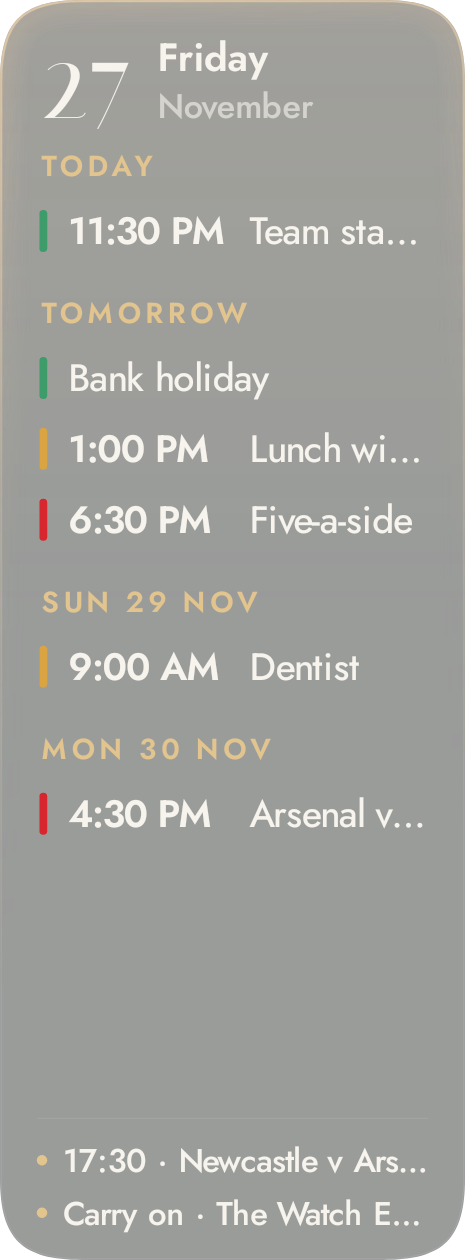 27 Friday
November
TODAY
11:30 PM Team sta...
TOMORROW
Bank holiday
1:00 PM Lunch wi...
6:30 PM Five-a-side
SUN 29 NOV
9:00 AM Dentist
MON 30 NOV
4:30 PM Arsenal v...
17:30 · Newcastle v Ars...
Carry on · The Watch E...